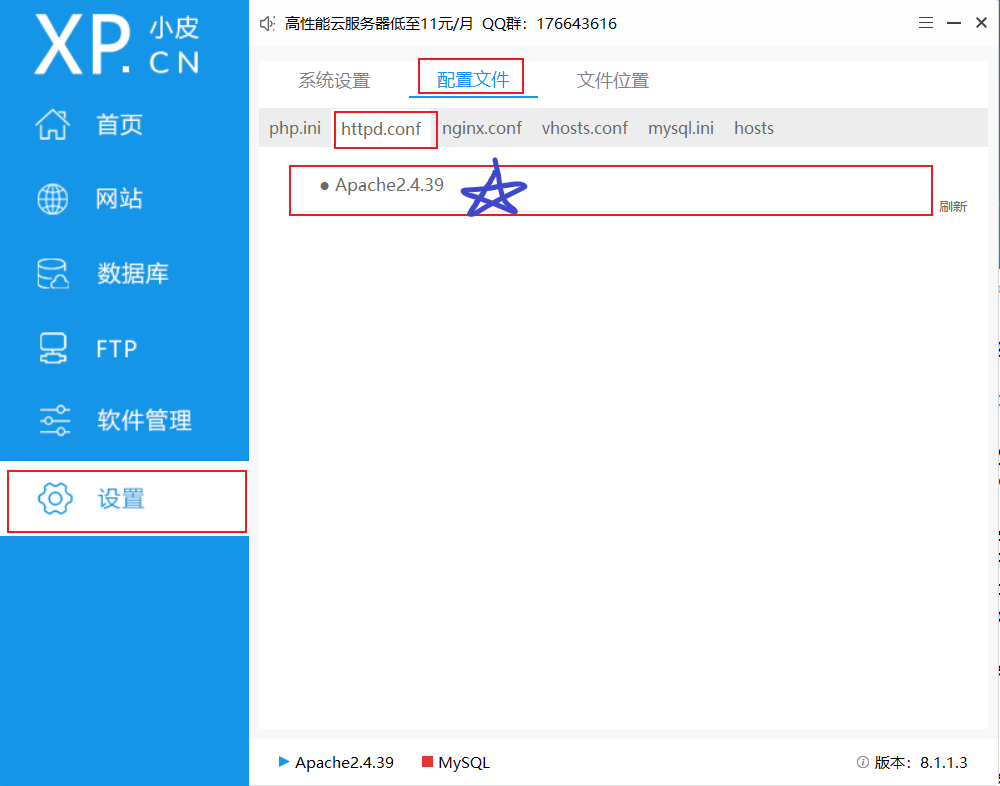 XP.小皮CN
高性能云服务器低至11元/月 QQ群：176643616
首页
网站
数据库
FTP
软件管理
设置
系统设置 配置文件 文件位置
php.ini httpd.conf nginx.conf vhosts.conf mysql.ini hosts
Apache2.4.39
刷新
Apache2.4.39 MySQL 版本：8.1.1.3